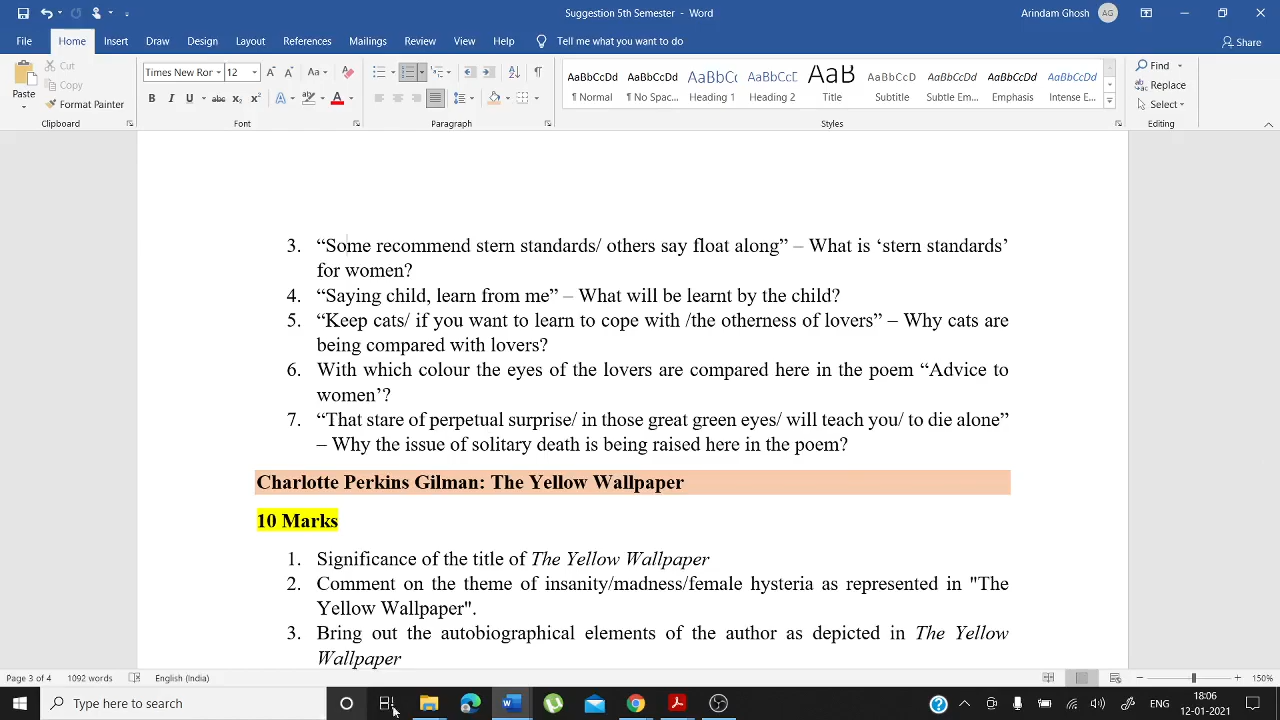 Suggestion 5th Semester - Word
Arindam Ghosh AG
File Home Insert Draw Design Layout References Mailings Review View Help Tell me what you want to do Share
Paste Cut Copy Format Painter
Times New Ror 12 Aa
B I U ab x₂ x² A A
AaBbCcDd AaBbCcDd AaBbCc AaBbCcD AaB AaBbCcDd AaBbCcDd AaBbCcDd AaBbCcDd
¶ Normal ¶ No Spac... Heading 1 Heading 2 Title Subtitle Subtle Em... Emphasis Intense E...
Find Replace Select
Clipboard Font Paragraph Styles Editing
3. “Some recommend stern standards/ others say float along” – What is ‘stern standards’
for women?
4. “Saying child, learn from me” – What will be learnt by the child?
5. “Keep cats/ if you want to learn to cope with /the otherness of lovers” – Why cats are
being compared with lovers?
6. With which colour the eyes of the lovers are compared here in the poem “Advice to
women’?
7. “That stare of perpetual surprise/ in those great green eyes/ will teach you/ to die alone”
– Why the issue of solitary death is being raised here in the poem?
Charlotte Perkins Gilman: The Yellow Wallpaper
10 Marks
1. Significance of the title of The Yellow Wallpaper
2. Comment on the theme of insanity/madness/female hysteria as represented in "The
Yellow Wallpaper".
3. Bring out the autobiographical elements of the author as depicted in The Yellow
Wallpaper
Page 3 of 4 1092 words English (India) 150%
Type here to search
ENG 18:06
12-01-2021